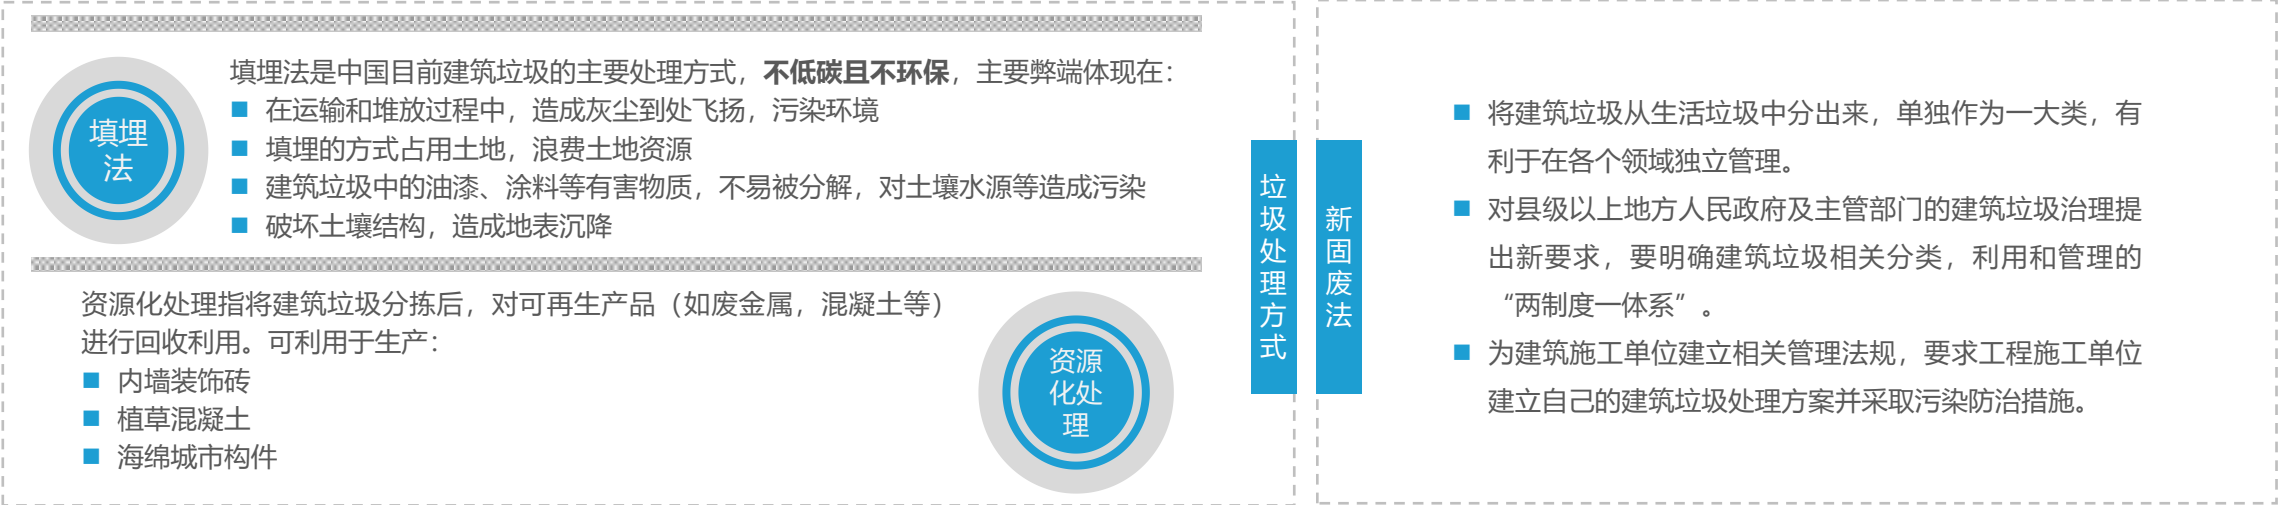 填埋法
填埋法是中国目前建筑垃圾的主要处理方式，不低碳且不环保，主要弊端体现在：
在运输和堆放过程中，造成灰尘到处飞扬，污染环境
填埋的方式占用土地，浪费土地资源
建筑垃圾中的油漆、涂料等有害物质，不易被分解，对土壤水源等造成污染
破坏土壤结构，造成地表沉降
资源化处理指将建筑垃圾分拣后，对可再生产品（如废金属，混凝土等）
进行回收利用。可利用于生产：
内墙装饰砖
植草混凝土
海绵城市构件
资源化处理
垃圾处理方式
新固废法
将建筑垃圾从生活垃圾中分出来，单独作为一大类，有
利于在各个领域独立管理。
对县级以上地方人民政府及主管部门的建筑垃圾治理提
出新要求，要明确建筑垃圾相关分类，利用和管理的
“两制度一体系”。
为建筑施工单位建立相关管理法规，要求工程施工单位
建立自己的建筑垃圾处理方案并采取污染防治措施。